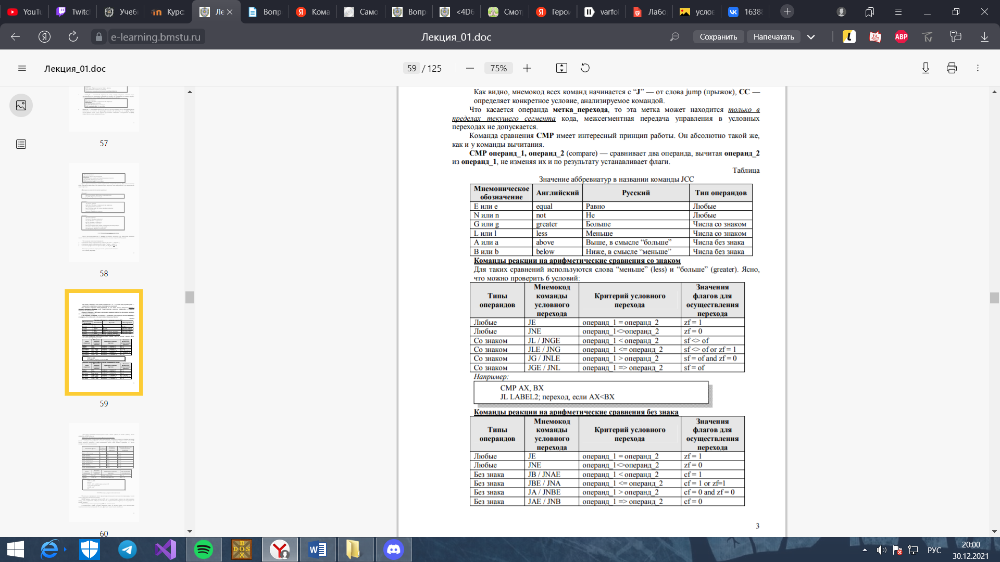 YouTu
Twitch
Учеб
Курс:
Ле
Вопр
Кома
Само
Вопр
<4D6
Смот
Герои
varfo
Лабо
услов
16388
e-learning.bmstu.ru
Лекция_01.doc
Сохранить
Напечатать
ABP
Лекция_01.doc
59 / 125
75%
57
58
59
60
Как видно, мнемокод всех команд начинается с “J” — от слова jump (прыжок), CC —
определяет конкретное условие, анализируемое командой.
Что касается операнда метка_перехода, то эта метка может находится только в
пределах текущего сегмента кода, межсегментная передача управления в условных
переходах не допускается.
Команда сравнения CMP имеет интересный принцип работы. Он абсолютно такой же,
как и у команды вычитания.
CMP операнд_1, операнд_2 (compare) — сравнивает два операнда, вычитая операнд_2
из операнд_1, не изменяя их и по результату устанавливает флаги.
Таблица
Значение аббревиатур в названии команды JCC
Мнемоническое обозначение Английский Русский Тип операндов
E или e equal Равно Любые
N или n not Не Любые
G или g greater Больше Числа со знаком
L или l less Меньше Числа со знаком
A или a above Выше, в смысле “больше” Числа без знака
B или b below Ниже, в смысле “меньше” Числа без знака
Команды реакции на арифметические сравнения со знаком
Для таких сравнений используются слова “меньше” (less) и “больше” (greater). Ясно,
что можно проверить 6 условий:
Типы операндов Мнемокод команды условного перехода Критерий условного перехода Значения флагов для осуществления перехода
Любые JE операнд_1 = операнд_2 zf = 1
Любые JNE операнд_1<>операнд_2 zf = 0
Со знаком JL / JNGE операнд_1 < операнд_2 sf <> of
Со знаком JLE / JNG операнд_1 <= операнд_2 sf <> of or zf = 1
Со знаком JG / JNLE операнд_1 > операнд_2 sf = of and zf = 0
Со знаком JGE / JNL операнд_1 => операнд_2 sf = of
Например:
CMP AX, BX
JL LABEL2; переход, если AX<BX
Команды реакции на арифметические сравнения без знака
Типы операндов Мнемокод команды условного перехода Критерий условного перехода Значения флагов для осуществления перехода
Любые JE операнд_1 = операнд_2 zf = 1
Любые JNE операнд_1<>операнд_2 zf = 0
Без знака JB / JNAE операнд_1 < операнд_2 cf = 1
Без знака JBE / JNA операнд_1 <= операнд_2 cf = 1 or zf=1
Без знака JA / JNBE операнд_1 > операнд_2 cf = 0 and zf = 0
Без знака JAE / JNB операнд_1 => операнд_2 cf = 0
3
РУС
20:00
30.12.2021